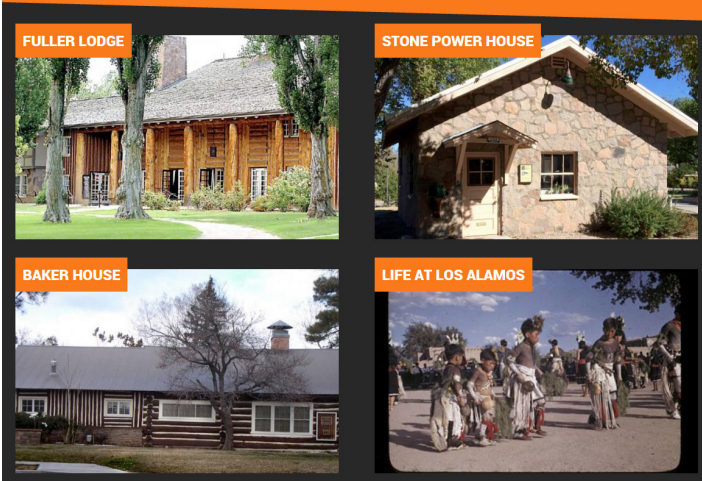 FULLER LODGE
STONE POWER HOUSE
BAKER HOUSE
LIFE AT LOS ALAMOS